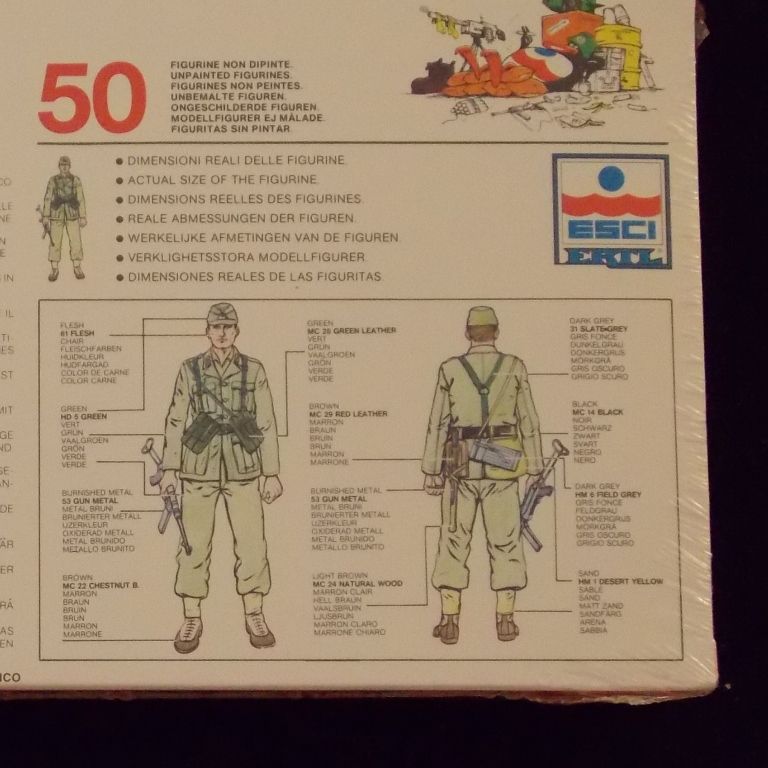 50
FIGURINE NON DIPINTE.
UNPAINTED FIGURINES.
FIGURINES NON PEINTES.
UNBEMALTE FIGUREN.
ONGESCHILDERDE FIGUREN.
MODELLFIGURER EJ MÅLADE.
FIGURITAS SIN PINTAR.
● DIMENSIONI REALI DELLE FIGURINE.
● ACTUAL SIZE OF THE FIGURINE.
● DIMENSIONS REELLES DES FIGURINES.
● REALE ABMESSUNGEN DER FIGUREN.
● WERKELIJKE AFMETINGEN VAN DE FIGUREN.
● VERKLIGHETSSTORA MODELLFIGURER.
● DIMENSIONES REALES DE LAS FIGURITAS.
ESCI
ERTL
FLESH
61 FLESH
CHAIR
FLEISCHFARBEN
HUIDKLEUR
HUDFARGAD
COLOR DE CARNE
COLOR CARNE
GREEN
HD 5 GREEN
VERT
GRÜN
VAALGROEN
GRÖN
VERDE
VERDE
BURNISHED METAL
53 GUN METAL
METAL BRUNI
BRUNIERTER METALL
IJZERKLEUR
OXIDERAD METALL
METAL BRUNIDO
METALLO BRUNITO
BROWN
MC 22 CHESTNUT B.
MARRON
BRAUN
BRUIN
BRUN
MARRON
MARRONE
GREEN
MC 28 GREEN LEATHER
VERT
GRÜN
VAALGROEN
GRÖN
VERDE
VERDE
BROWN
MC 29 RED LEATHER
MARRON
BRAUN
BRUIN
BRUN
MARRON
MARRONE
BURNISHED METAL
53 GUN METAL
METAL BRUNI
BRUNIERTER METALL
IJZERKLEUR
OXIDERAD METALL
METAL BRUNIDO
METALLO BRUNITO
LIGHT BROWN
MC 24 NATURAL WOOD
MARRON CLAIR
HELL BRAUN
VAALSBRUIN
LJUSBRUN
MARRON CLARO
MARRONE CHIARO
DARK GREY
31 SLATE GREY
GRIS FONCE
DUNKELGRAU
DONKERGRIJS
MÖRKGRÅ
GRIS OSCURO
GRIGIO SCURO
BLACK
MC 14 BLACK
NOIR
SCHWARZ
ZWART
SVART
NEGRO
NERO
DARK GREY
HM 6 FIELD GREY
GRIS FONCE
FELDGRAU
DONKERGRIJS
MÖRKGRÅ
GRIS OSCURO
GRIGIO SCURO
SAND
HM 1 DESERT YELLOW
SABLE
SAND
MATT ZAND
SANDFÄRG
ARENA
SABBIA